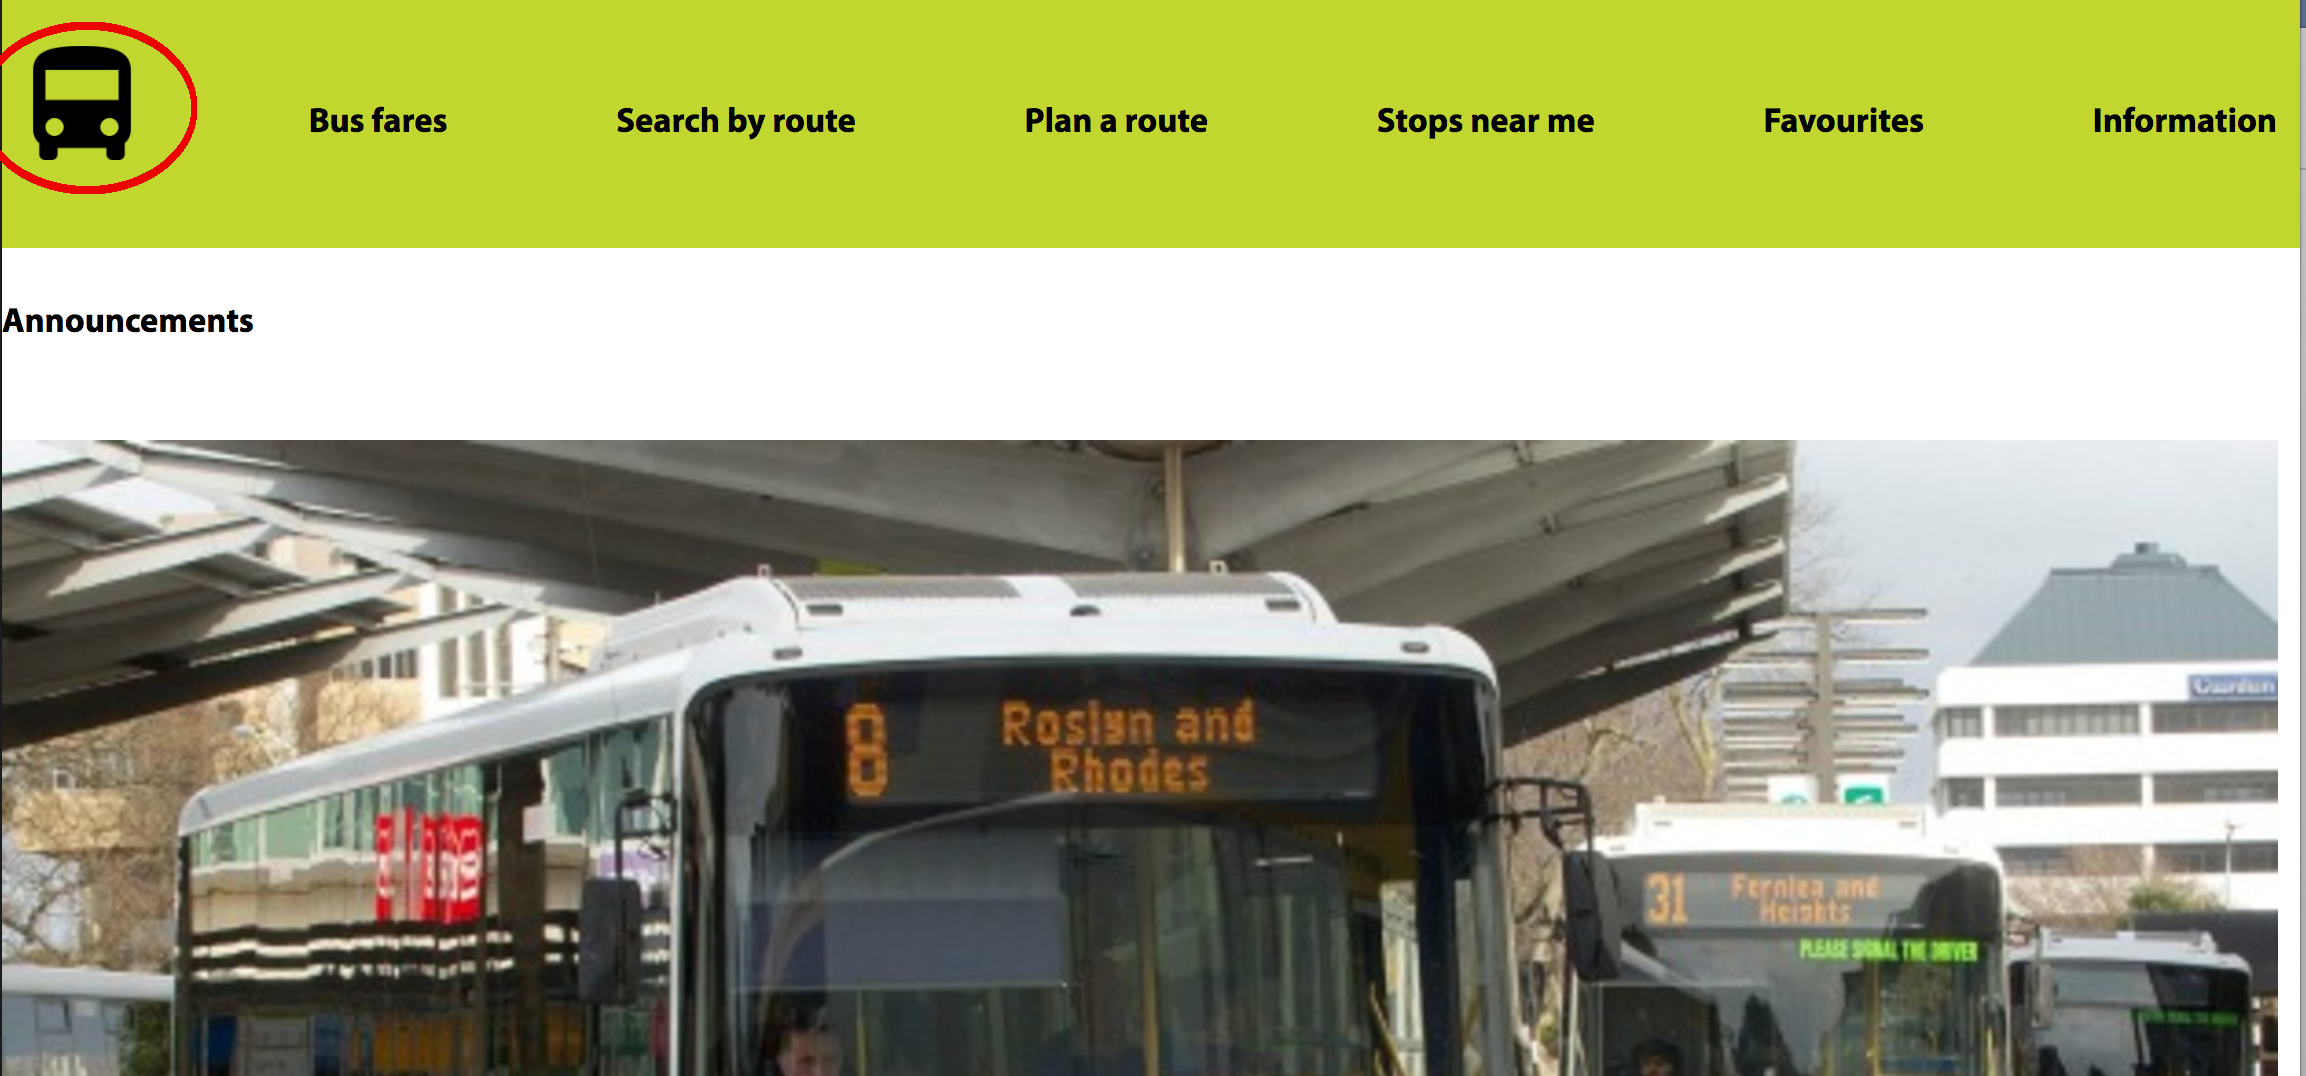 Bus fares
Search by route
Plan a route
Stops near me
Favourites
Information
Announcements
8 Roslyn and
Rhodes
31 Fernlea and
Heights
PLEASE SIGNAL THE DRIVER
Guardian